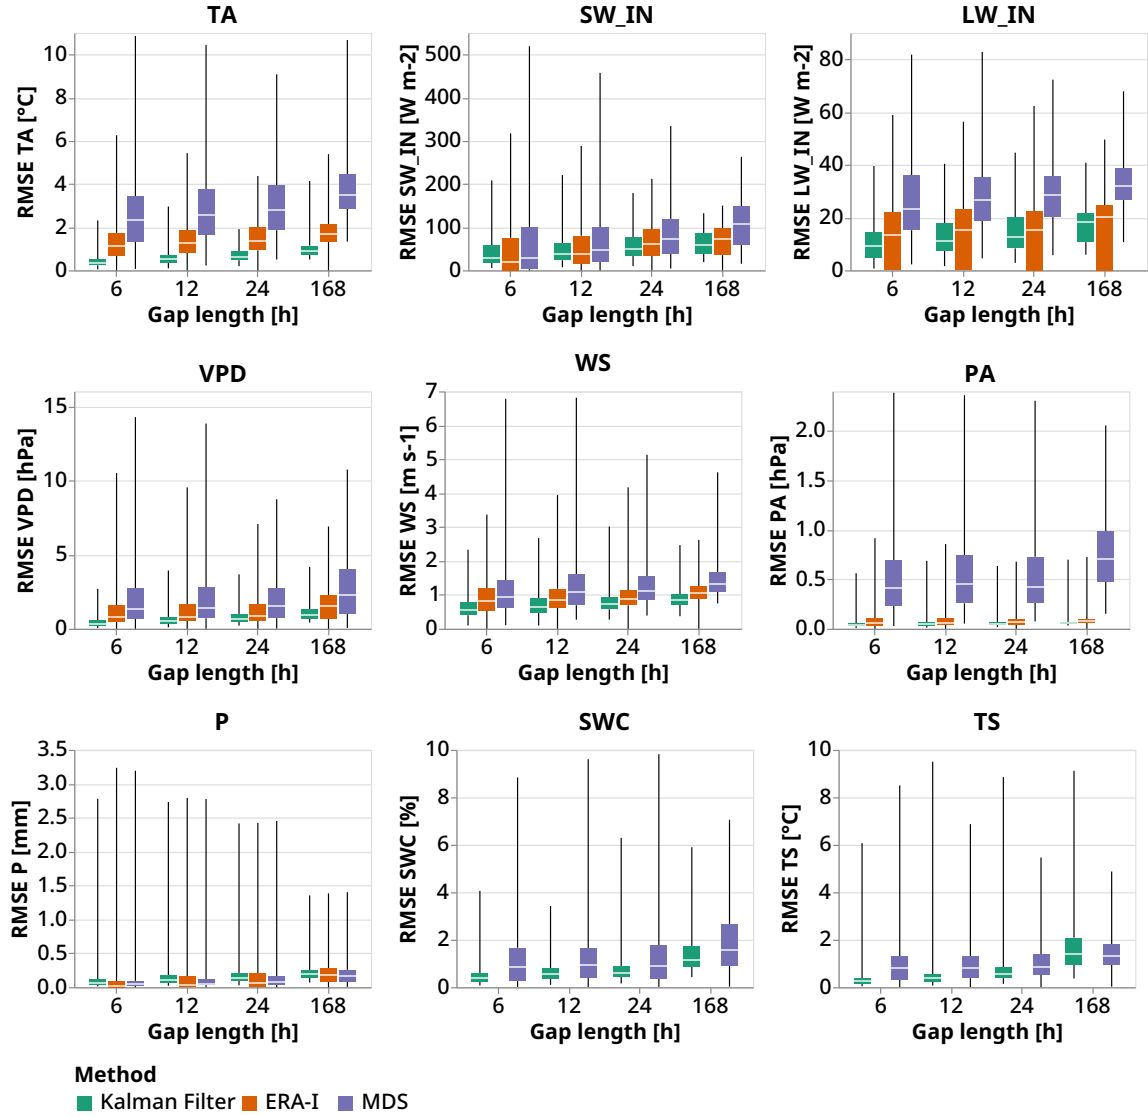 TA
RMSE TA [°C]
10
8
6
4
2
0
6 12 24 168
Gap length [h]
SW_IN
RMSE SW_IN [W m-2]
500
400
300
200
100
0
6 12 24 168
Gap length [h]
LW_IN
RMSE LW_IN [W m-2]
80
60
40
20
0
6 12 24 168
Gap length [h]
VPD
RMSE VPD [hPa]
15
10
5
0
6 12 24 168
Gap length [h]
WS
RMSE WS [m s-1]
7
6
5
4
3
2
1
0
6 12 24 168
Gap length [h]
PA
RMSE PA [hPa]
2.0
1.5
1.0
0.5
0.0
6 12 24 168
Gap length [h]
P
RMSE P [mm]
3.5
3.0
2.5
2.0
1.5
1.0
0.5
0.0
6 12 24 168
Gap length [h]
SWC
RMSE SWC [%]
10
8
6
4
2
0
6 12 24 168
Gap length [h]
TS
RMSE TS [°C]
10
8
6
4
2
0
6 12 24 168
Gap length [h]
Method
Kalman Filter ERA-I MDS